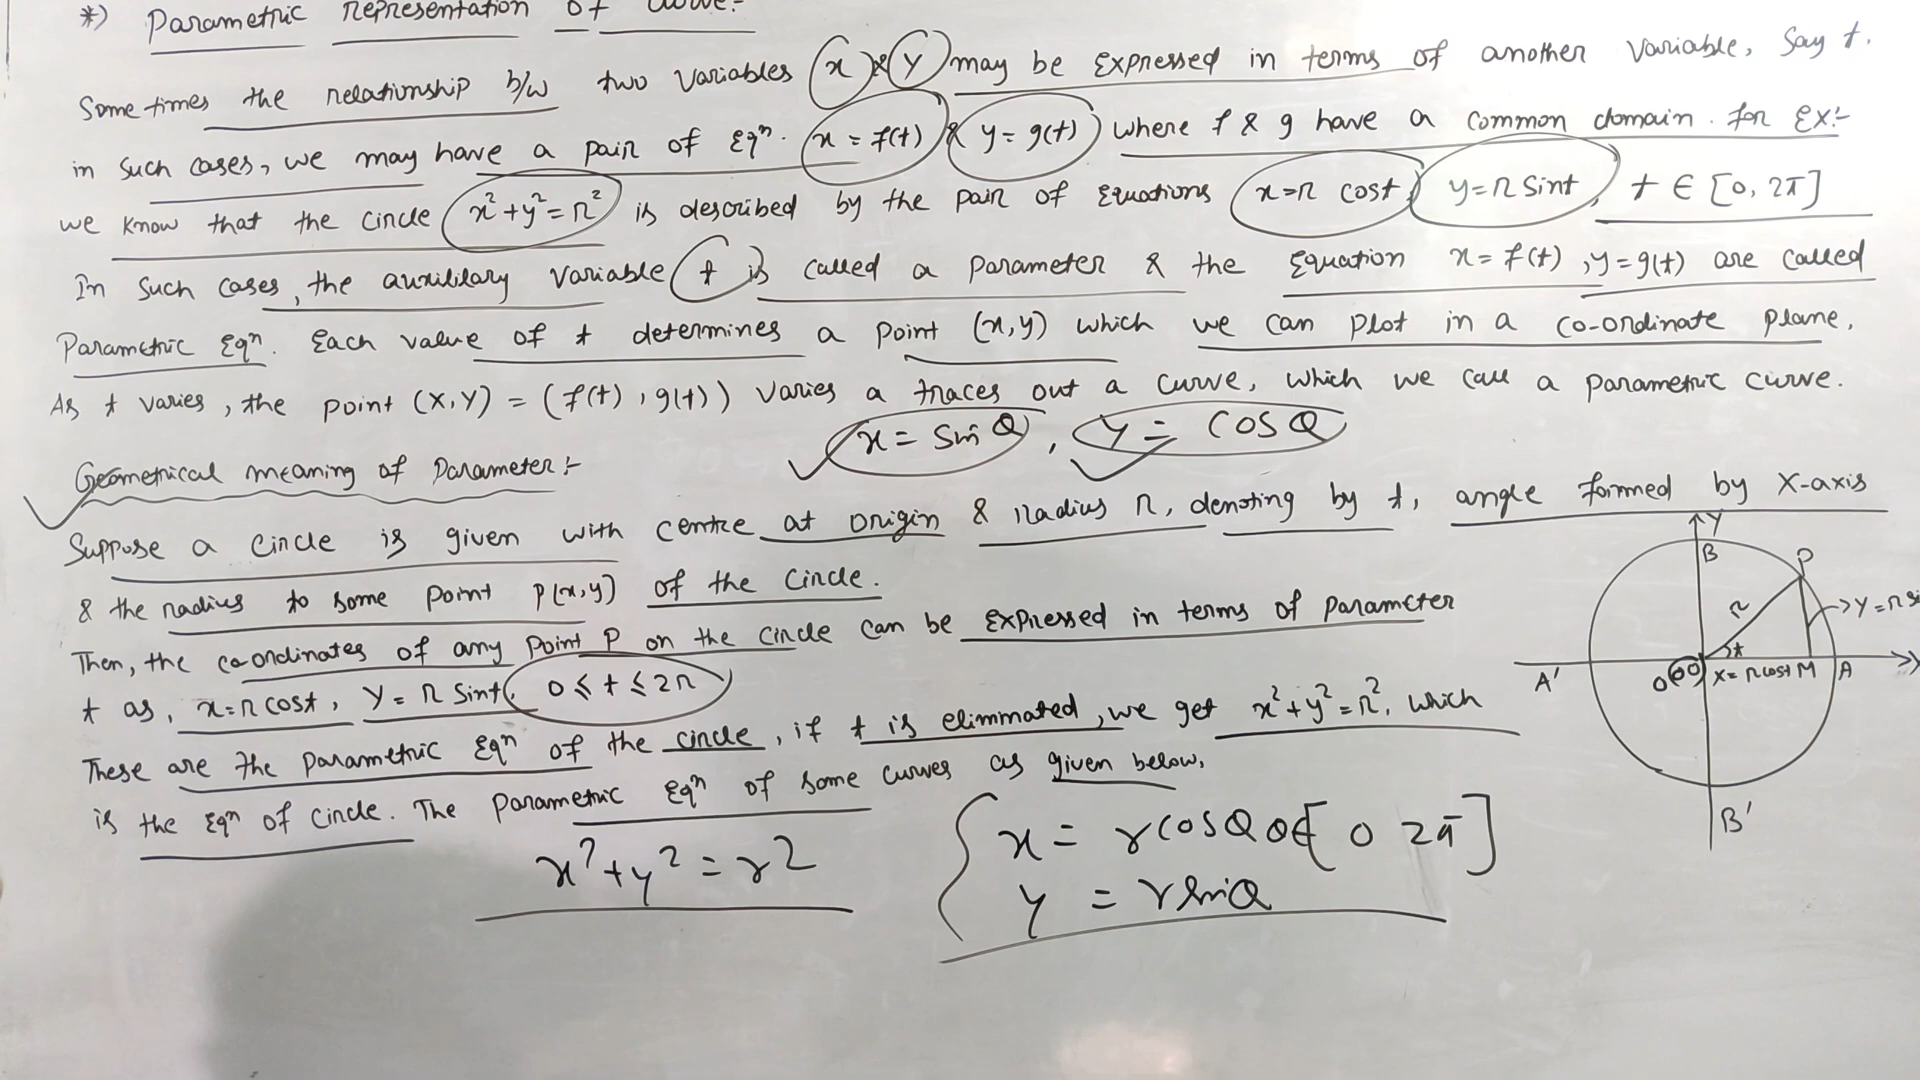 *) Parametric Representation of curve:-
Some times the relationship b/w two variables x & y may be expressed in terms of another variable, Say t.
in such cases, we may have a pair of Eqⁿ. x = f(t) & y = g(t) where f & g have a common domain. for Ex:-
we know that the circle x² + y² = r² is described by the pair of equations x = r cost, y = r sint, t ∈ [0, 2π]
In such cases, the auxiliary variable t is called a parameter & the Equation x = f(t), y = g(t) are called
Parametric Eqⁿ. Each value of t determines a point (x, y) which we can plot in a co-ordinate plane.
As t varies, the point (x, y) = (f(t), g(t)) varies a traces out a curve, which we call a parametric curve.
x = sin θ, y = cos θ
Geometrical meaning of Parameter:-
Suppose a circle is given with centre at origin & radius r, denoting by t, angle formed by X-axis
& the radius to some point P(x, y) of the circle.
Then, the co-ordinates of any point P on the circle can be expressed in terms of parameter
t as, x = r cost, y = r sint, 0 ≤ t ≤ 2π
These are the parametric Eqⁿ of the circle, if t is eliminated, we get x² + y² = r², which
is the Eqⁿ of circle. The parametric Eqⁿ of some curves as given below,
x² + y² = r²
x = r cos θ θ ∈ [0 2π]
y = r sin θ
Y
B
P
r
y = r si
t
A'
O
(0,0)
x = r cost
M
A
B'